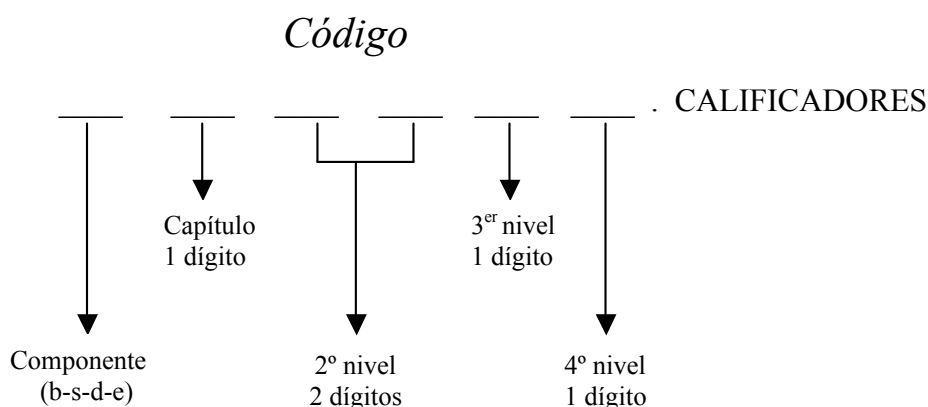 Código
. CALIFICADORES
Capítulo
1 dígito
3er nivel
1 dígito
Componente
(b-s-d-e)
2º nivel
2 dígitos
4º nivel
1 dígito